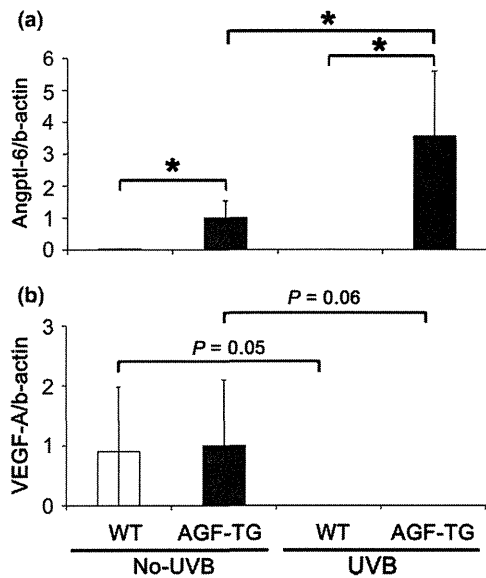 (a)
*
*
*
Angptl-6/b-actin
6
5
4
3
2
1
0
(b)
P = 0.06
P = 0.05
VEGF-A/b-actin
3
2
1
0
WT AGF-TG WT AGF-TG
No-UVB UVB